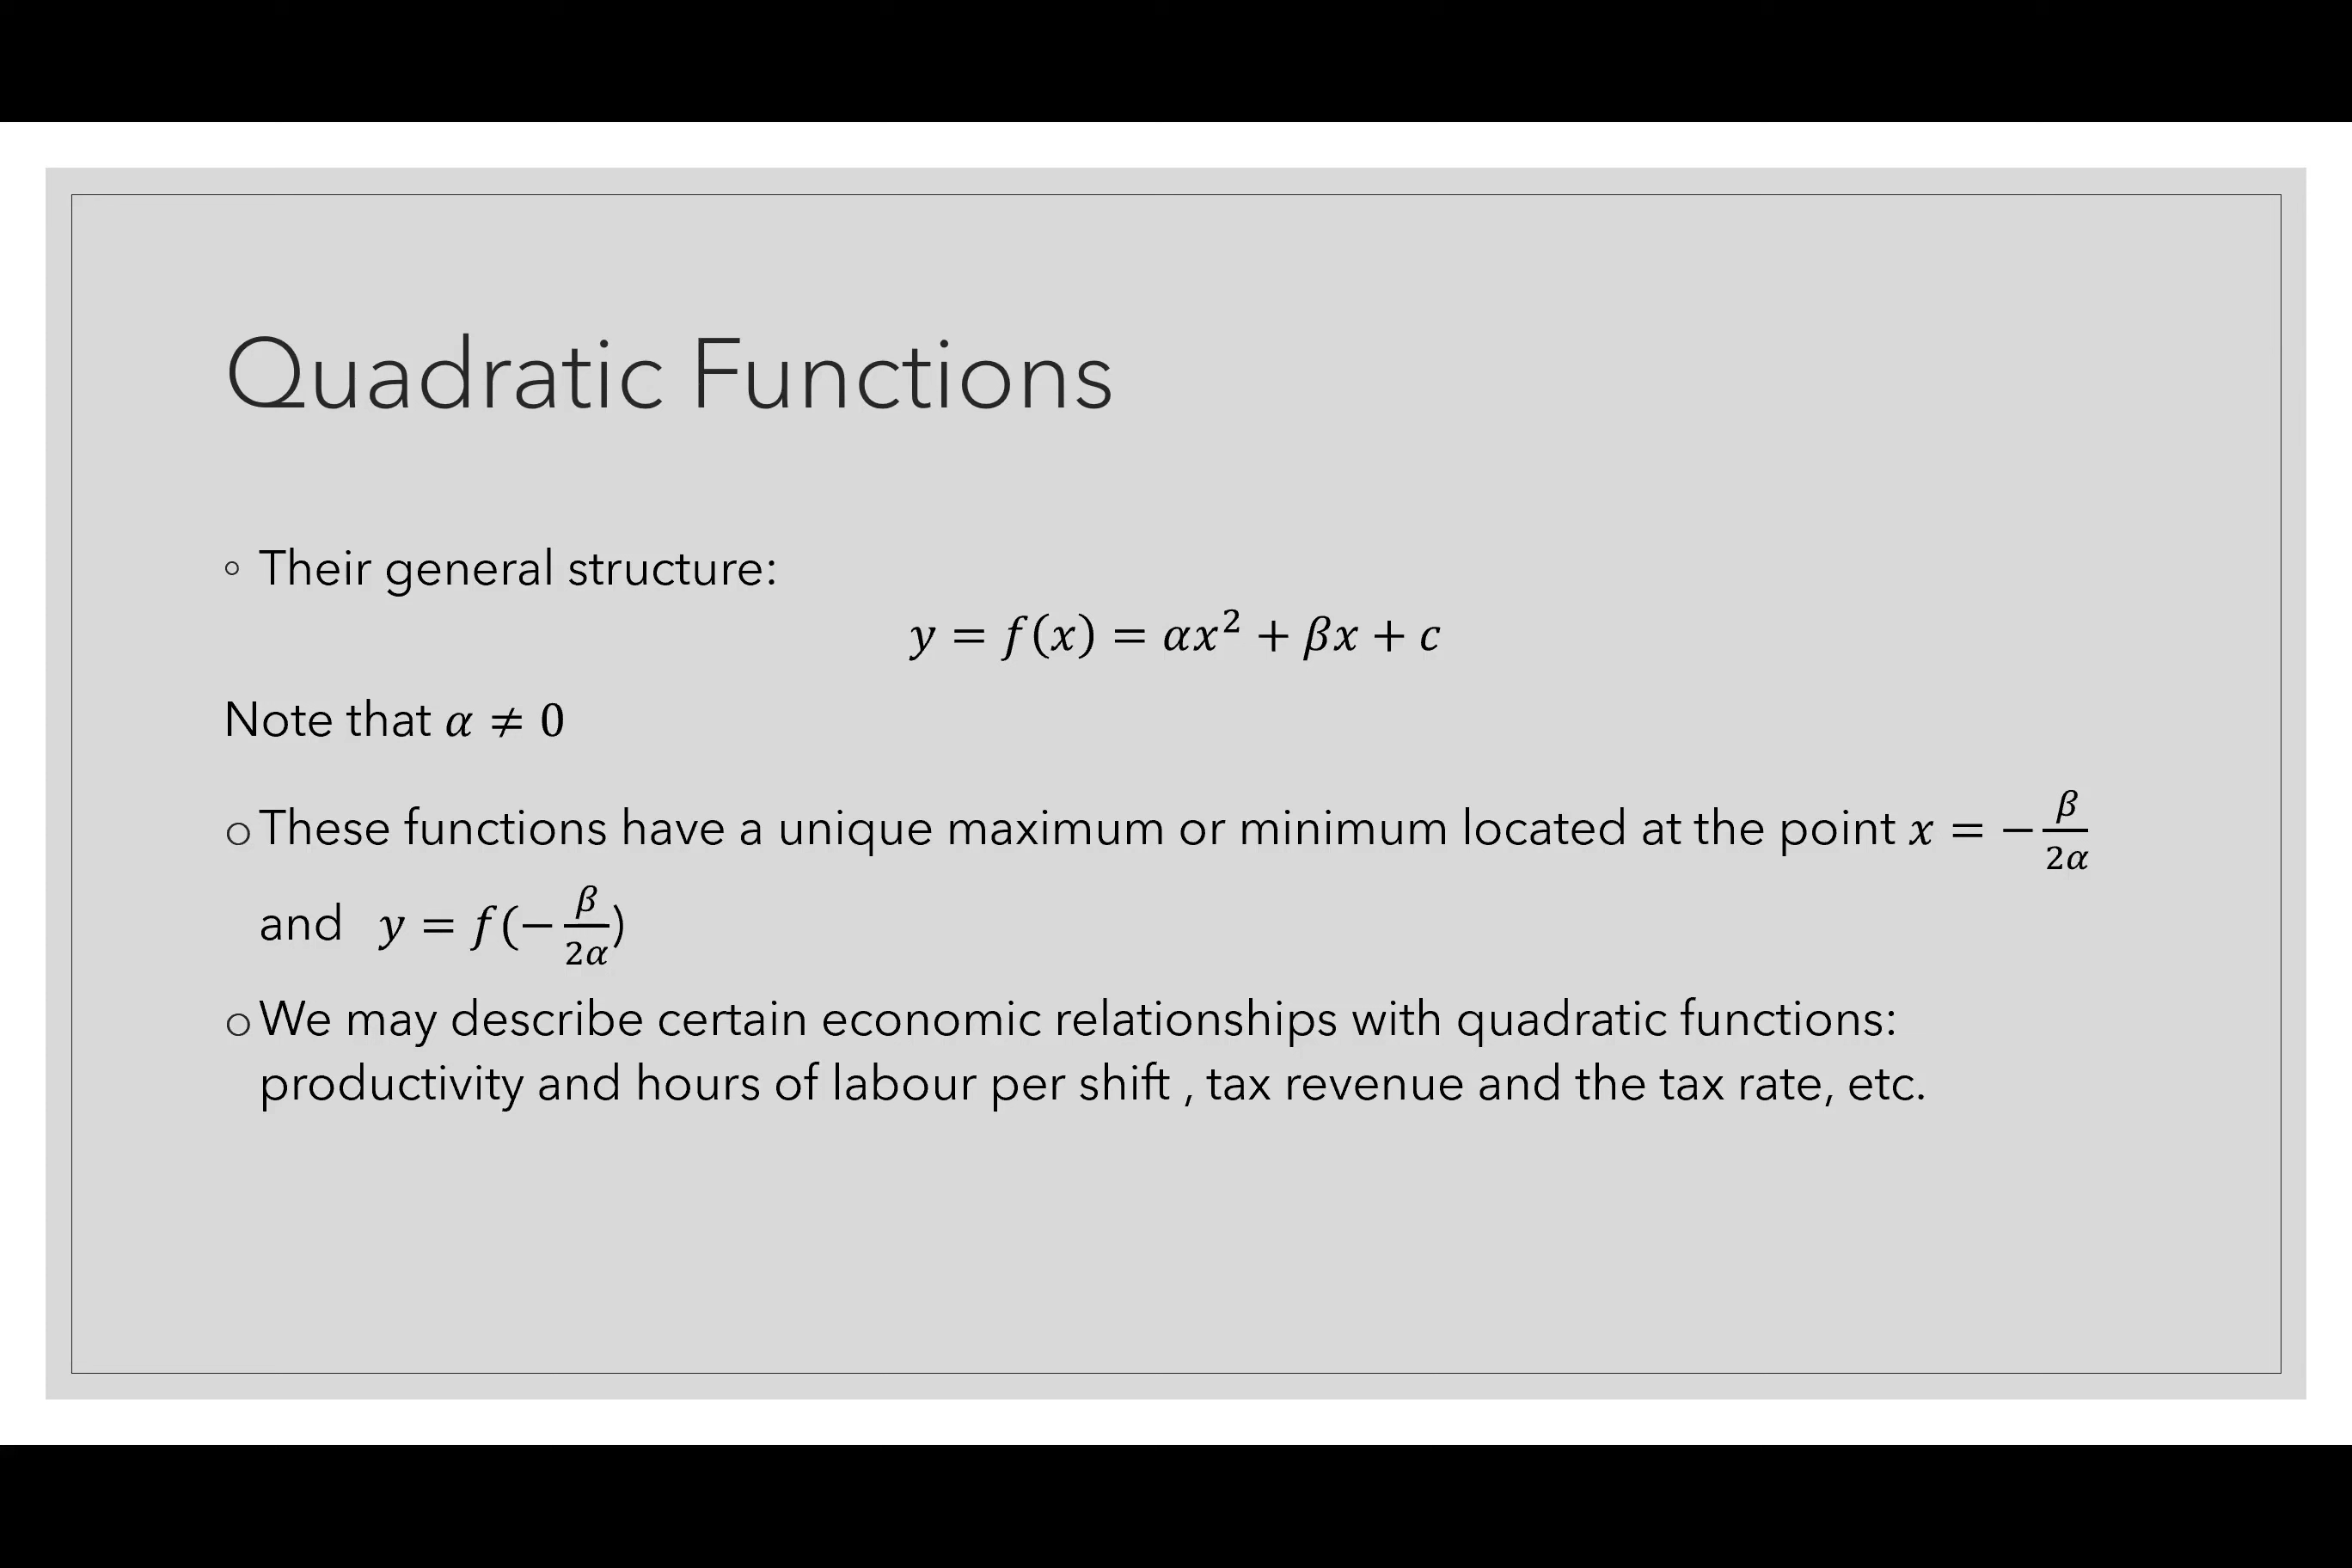 Quadratic Functions
◦ Their general structure:
y = f(x) = αx² + βx + c
Note that α ≠ 0
○ These functions have a unique maximum or minimum located at the point x = −β/2α
and y = f(−β/2α)
○ We may describe certain economic relationships with quadratic functions:
productivity and hours of labour per shift , tax revenue and the tax rate, etc.